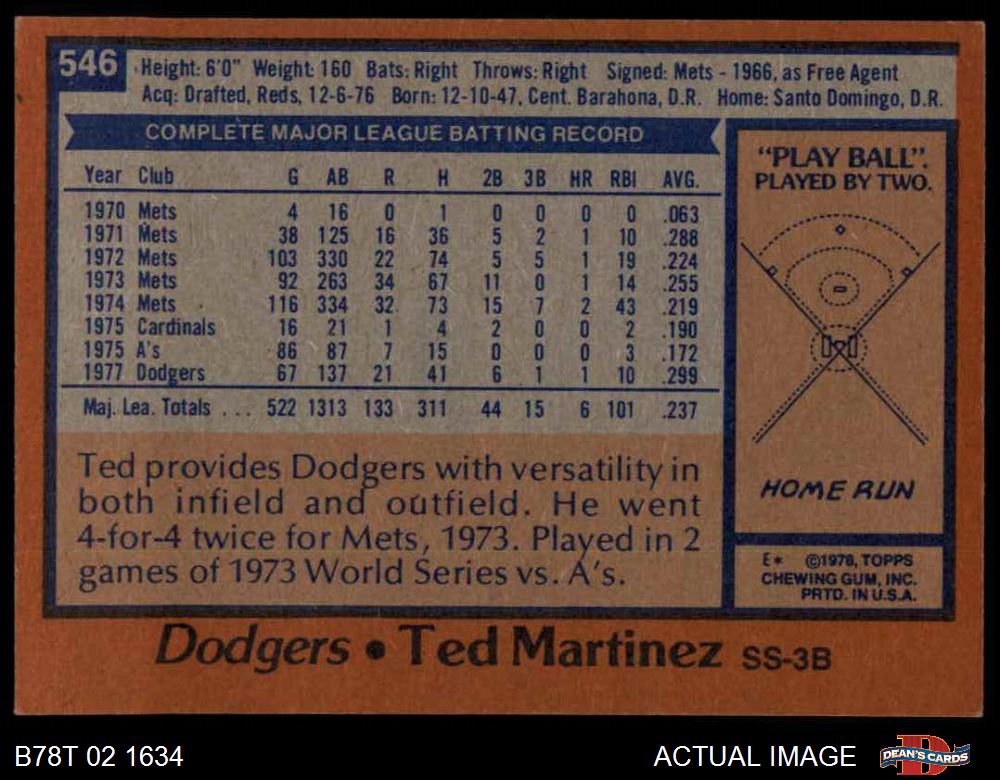 546
Height: 6'0" Weight: 160 Bats: Right Throws: Right Signed: Mets - 1966, as Free Agent
Acq: Drafted, Reds, 12-6-76 Born: 12-10-47, Cent. Barahona, D.R. Home: Santo Domingo, D.R.
COMPLETE MAJOR LEAGUE BATTING RECORD
Year Club G AB R H 2B 3B HR RBI AVG.
1970 Mets 4 16 0 1 0 0 0 0 .063
1971 Mets 38 125 16 36 5 2 1 10 .288
1972 Mets 103 330 22 74 5 5 1 19 .224
1973 Mets 92 263 34 67 11 0 1 14 .255
1974 Mets 116 334 32 73 15 7 2 43 .219
1975 Cardinals 16 21 1 4 2 0 0 2 .190
1975 A's 86 87 7 15 0 0 0 3 .172
1977 Dodgers 67 137 21 41 6 1 1 10 .299
Maj. Lea. Totals ... 522 1313 133 311 44 15 6 101 .237
Ted provides Dodgers with versatility in
both infield and outfield. He went
4-for-4 twice for Mets, 1973. Played in 2
games of 1973 World Series vs. A's.
"PLAY BALL".
PLAYED BY TWO.
HOME RUN
E* ©1978, TOPPS
CHEWING GUM, INC.
PRTD. IN U.S.A.
Dodgers • Ted Martinez SS-3B
B78T 02 1634
ACTUAL IMAGE
D
DEAN'S CARDS